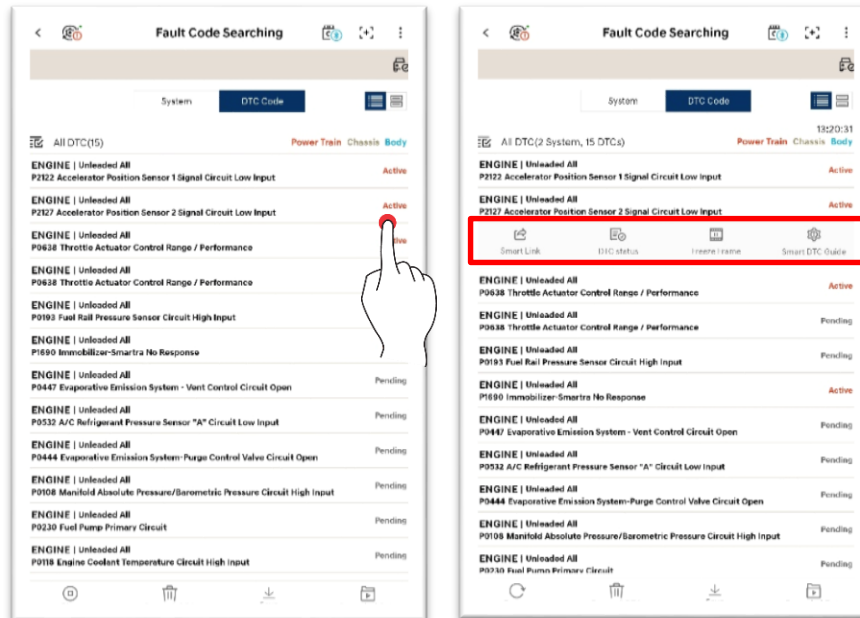 Fault Code Searching
System
DTC Code
All DTC(15)
Power Train Chassis Body
ENGINE | Unleaded All
P2122 Accelerator Position Sensor 1 Signal Circuit Low Input
Active
ENGINE | Unleaded All
P2127 Accelerator Position Sensor 2 Signal Circuit Low Input
Active
ENGINE | Unleaded All
P0638 Throttle Actuator Control Range / Performance
ENGINE | Unleaded All
P0638 Throttle Actuator Control Range / Performance
ENGINE | Unleaded All
P0193 Fuel Rail Pressure Sensor Circuit High Input
ENGINE | Unleaded All
P1690 Immobilizer-Smartra No Response
ENGINE | Unleaded All
P0447 Evaporative Emission System - Vent Control Circuit Open
Pending
ENGINE | Unleaded All
P0532 A/C Refrigerant Pressure Sensor "A" Circuit Low Input
Pending
ENGINE | Unleaded All
P0444 Evaporative Emission System-Purge Control Valve Circuit Open
Pending
ENGINE | Unleaded All
P0108 Manifold Absolute Pressure/Barometric Pressure Circuit High Input
Pending
ENGINE | Unleaded All
P0230 Fuel Pump Primary Circuit
Pending
ENGINE | Unleaded All
P0118 Engine Coolant Temperature Circuit High Input
Pending
Fault Code Searching
System
DTC Code
13:20:31
All DTC(2 System, 15 DTCs)
Power Train Chassis Body
ENGINE | Unleaded All
P2122 Accelerator Position Sensor 1 Signal Circuit Low Input
Active
ENGINE | Unleaded All
P2127 Accelerator Position Sensor 2 Signal Circuit Low Input
Active
Smart Link
DTC status
Freeze Frame
Smart DTC Guide
ENGINE | Unleaded All
P0638 Throttle Actuator Control Range / Performance
Active
ENGINE | Unleaded All
P0638 Throttle Actuator Control Range / Performance
Pending
ENGINE | Unleaded All
P0193 Fuel Rail Pressure Sensor Circuit High Input
Pending
ENGINE | Unleaded All
P1690 Immobilizer-Smartra No Response
Active
ENGINE | Unleaded All
P0447 Evaporative Emission System - Vent Control Circuit Open
Pending
ENGINE | Unleaded All
P0532 A/C Refrigerant Pressure Sensor "A" Circuit Low Input
Pending
ENGINE | Unleaded All
P0444 Evaporative Emission System-Purge Control Valve Circuit Open
Pending
ENGINE | Unleaded All
P0108 Manifold Absolute Pressure/Barometric Pressure Circuit High Input
Pending
ENGINE | Unleaded All
P0230 Fuel Pump Primary Circuit
Pending